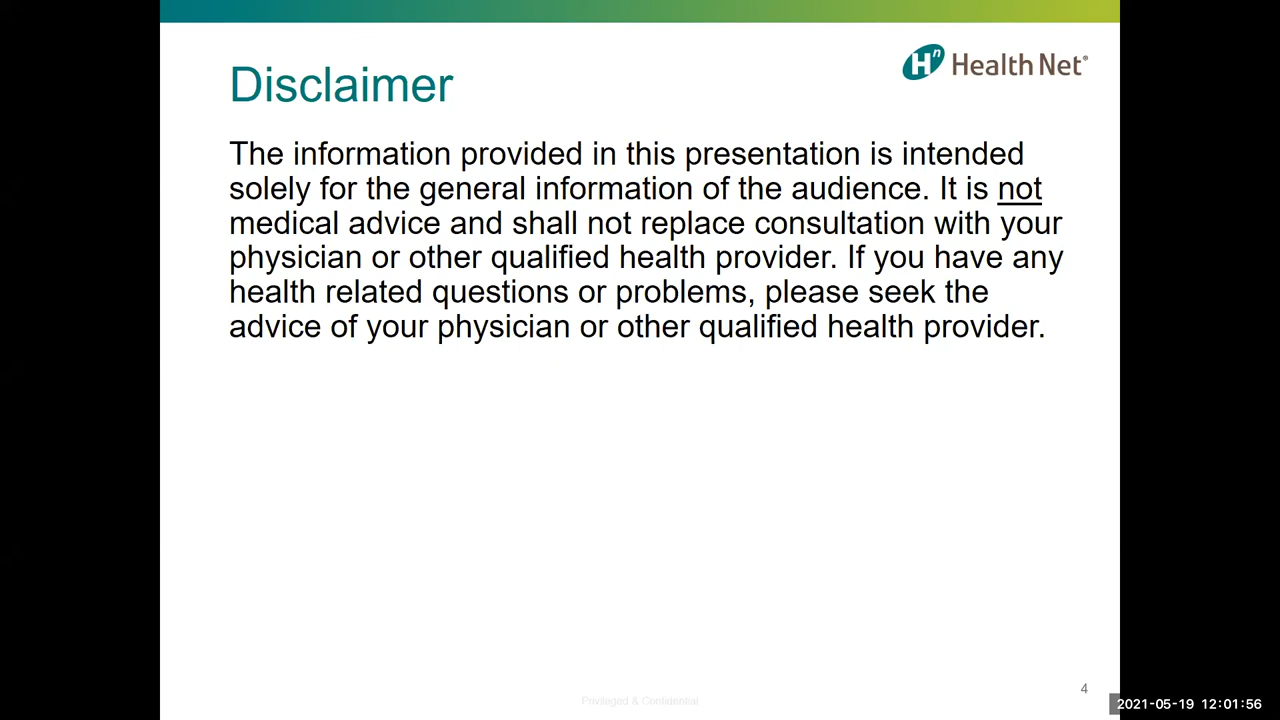 Hn Health Net®
Disclaimer
The information provided in this presentation is intended
solely for the general information of the audience. It is not
medical advice and shall not replace consultation with your
physician or other qualified health provider. If you have any
health related questions or problems, please seek the
advice of your physician or other qualified health provider.
4
Privileged & Confidential
2021-05-19 12:01:56